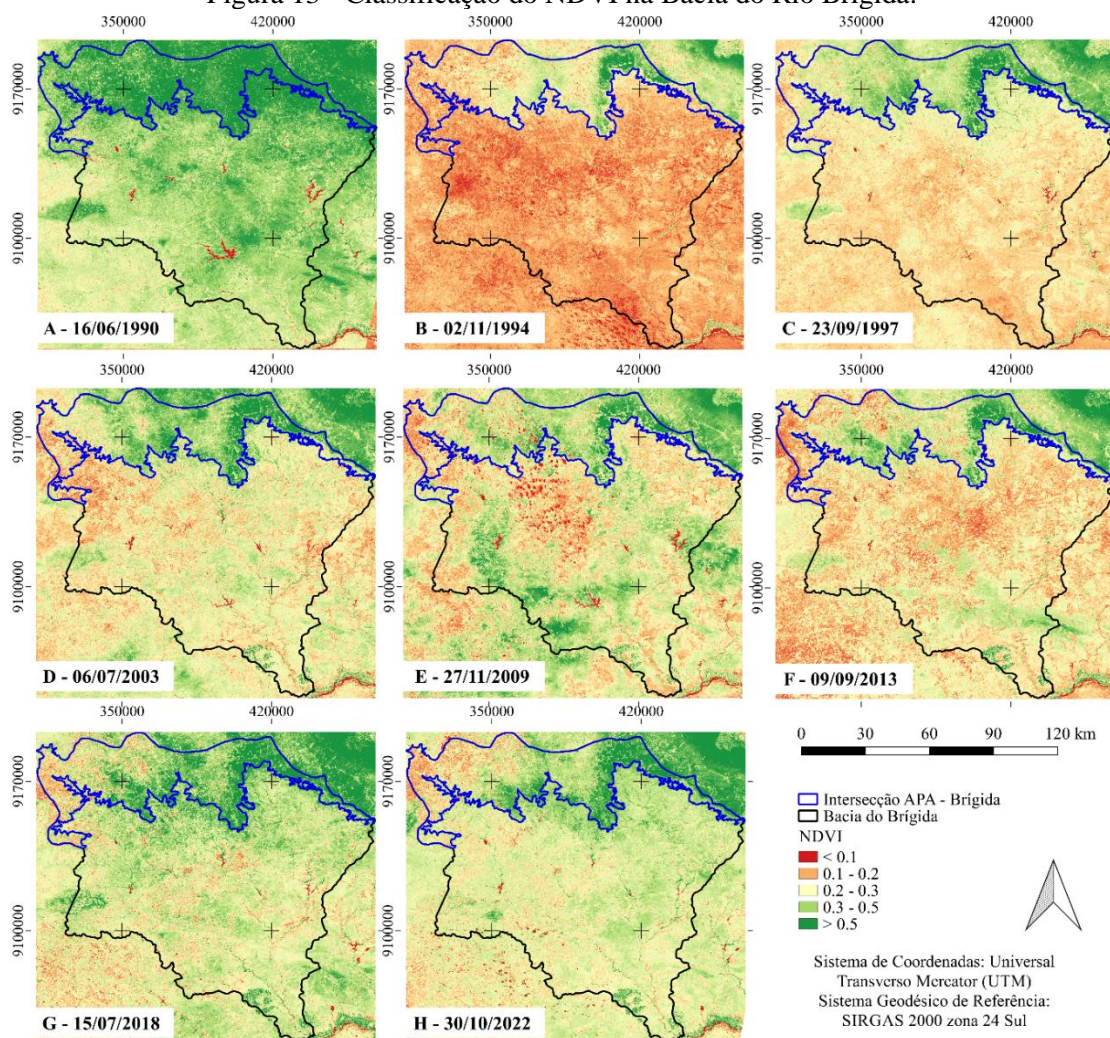 Figura 15 - Classificação do NDVI na Bacia do Rio Brígida.
350000 420000 350000 420000 350000 420000
9170000
9100000
A - 16/06/1990
B - 02/11/1994
C - 23/09/1997
350000 420000 350000 420000 350000 420000
9170000
9100000
D - 06/07/2003
E - 27/11/2009
F - 09/09/2013
350000 420000 350000 420000
9170000
9100000
G - 15/07/2018
H - 30/10/2022
0 30 60 90 120 km
Intersecção APA - Brígida
Bacia do Brígida
NDVI
< 0.1
0.1 - 0.2
0.2 - 0.3
0.3 - 0.5
> 0.5
Sistema de Coordenadas: Universal
Transverso Mercator (UTM)
Sistema Geodésico de Referência:
SIRGAS 2000 zona 24 Sul